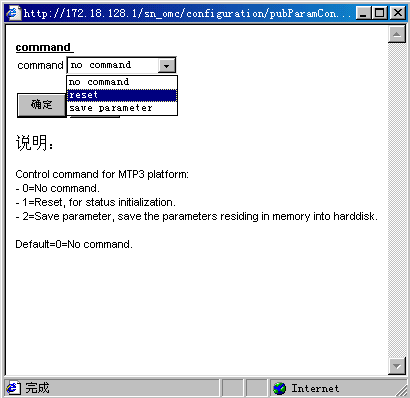 http://172.18.128.1/sn_omc/configuration/pubParamCon...
command
command no command
no command
reset
save parameter
确定
说明：
Control command for MTP3 platform:
- 0=No command.
- 1=Reset, for status initialization.
- 2=Save parameter, save the parameters residing in memory into harddisk.
Default=0=No command.
完成 Internet